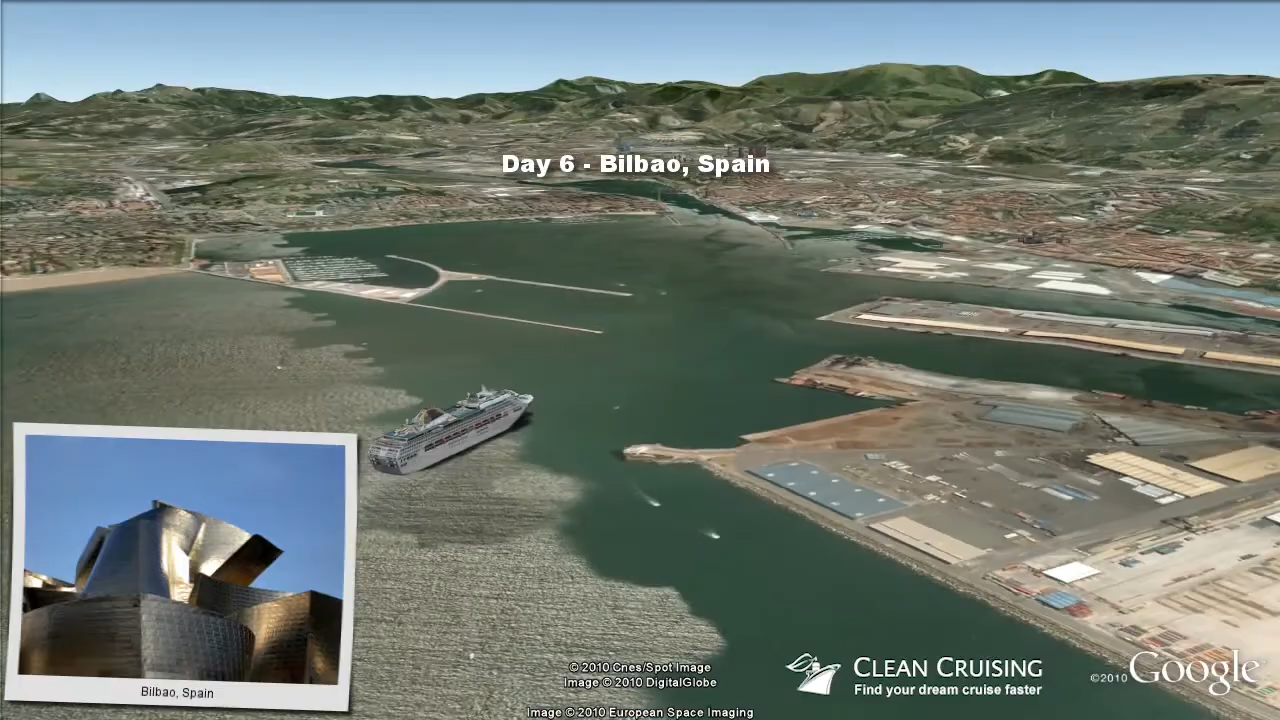 Day 6 - Bilbao, Spain
Bilbao, Spain
© 2010 Cnes/Spot Image
Image © 2010 DigitalGlobe
Image © 2010 European Space Imaging
CLEAN CRUISING
Find your dream cruise faster
©2010 Google